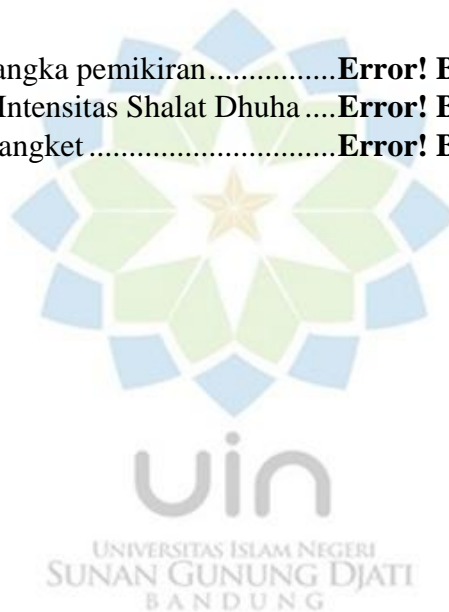 angka pemikiran...............Error! B
Intensitas Shalat Dhuha ....Error! B
angket ............................Error! B
uin
UNIVERSITAS ISLAM NEGERI
SUNAN GUNUNG DJATI
BANDUNG